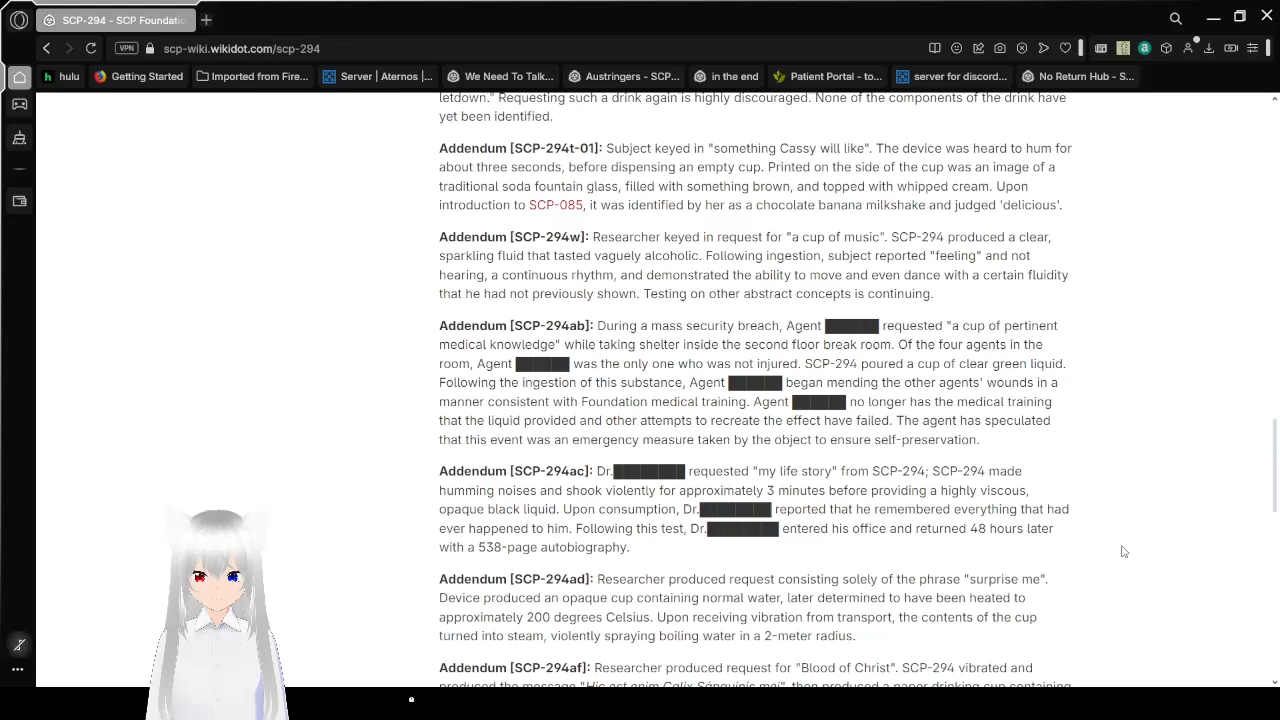 SCP-294 - SCP Foundatio
scp-wiki.wikidot.com/scp-294
VPN
hulu
Getting Started
Imported from Fire...
Server | Aternos |...
We Need To Talk...
Austringers - SCP...
in the end
Patient Portal - to...
server for discord...
No Return Hub - S...
letdown." Requesting such a drink again is highly discouraged. None of the components of the drink have
yet been identified.
Addendum [SCP-294t-01]: Subject keyed in "something Cassy will like". The device was heard to hum for
about three seconds, before dispensing an empty cup. Printed on the side of the cup was an image of a
traditional soda fountain glass, filled with something brown, and topped with whipped cream. Upon
introduction to SCP-085, it was identified by her as a chocolate banana milkshake and judged 'delicious'.
Addendum [SCP-294w]: Researcher keyed in request for "a cup of music". SCP-294 produced a clear,
sparkling fluid that tasted vaguely alcoholic. Following ingestion, subject reported "feeling" and not
hearing, a continuous rhythm, and demonstrated the ability to move and even dance with a certain fluidity
that he had not previously shown. Testing on other abstract concepts is continuing.
Addendum [SCP-294ab]: During a mass security breach, Agent ██████ requested "a cup of pertinent
medical knowledge" while taking shelter inside the second floor break room. Of the four agents in the
room, Agent ██████ was the only one who was not injured. SCP-294 poured a cup of clear green liquid.
Following the ingestion of this substance, Agent ██████ began mending the other agents' wounds in a
manner consistent with Foundation medical training. Agent ██████ no longer has the medical training
that the liquid provided and other attempts to recreate the effect have failed. The agent has speculated
that this event was an emergency measure taken by the object to ensure self-preservation.
Addendum [SCP-294ac]: Dr.████████ requested "my life story" from SCP-294; SCP-294 made
humming noises and shook violently for approximately 3 minutes before providing a highly viscous,
opaque black liquid. Upon consumption, Dr.████████ reported that he remembered everything that had
ever happened to him. Following this test, Dr.████████ entered his office and returned 48 hours later
with a 538-page autobiography.
Addendum [SCP-294ad]: Researcher produced request consisting solely of the phrase "surprise me".
Device produced an opaque cup containing normal water, later determined to have been heated to
approximately 200 degrees Celsius. Upon receiving vibration from transport, the contents of the cup
turned into steam, violently spraying boiling water in a 2-meter radius.
Addendum [SCP-294af]: Researcher produced request for "Blood of Christ". SCP-294 vibrated and
produced the message "Hic est enim Calix Sánguinis mei", then produced a paper drinking cup containing